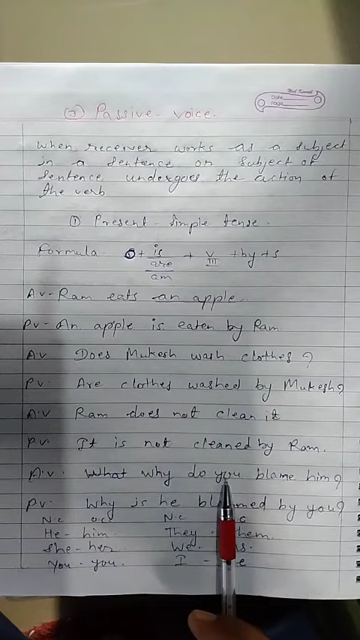 (2) Passive-voice.
When receiver works as a subject
in a sentence or subject of
sentence undergoes the action of
the verb
① Present-simple tense
Formula O + is/are/am + V III + by + s
A.V- Ram eats an apple.
P.V- An apple is eaten by Ram
A.V Does Mukesh wash clothes?
P.V. Are clothes washed by Mukesh?
A.V Ram does not clean it
P.V. It is not cleaned by Ram.
A.V. why do you blame him?
P.V. Why is he blamed by you?
N.C N.C
He- him They- them
She- her We- us
You- you I- me